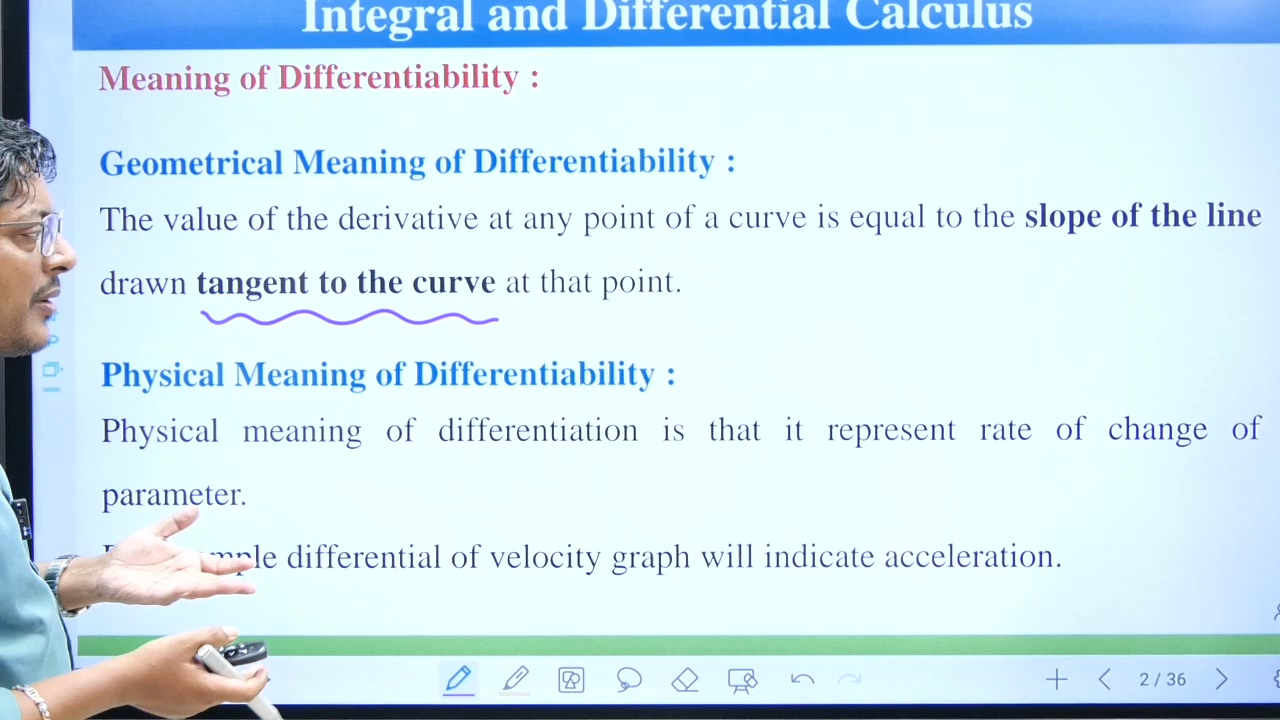 Integral and Differential Calculus
Meaning of Differentiability :
Geometrical Meaning of Differentiability :
The value of the derivative at any point of a curve is equal to the slope of the line
drawn tangent to the curve at that point.
Physical Meaning of Differentiability :
Physical meaning of differentiation is that it represent rate of change of
parameter.
differential of velocity graph will indicate acceleration.
2 / 36